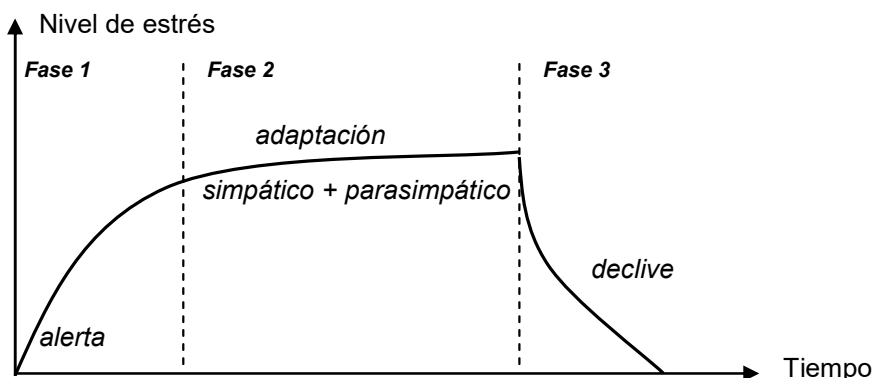 Nivel de estrés
Fase 1
Fase 2
Fase 3
adaptación
simpático + parasimpático
declive
alerta
Tiempo